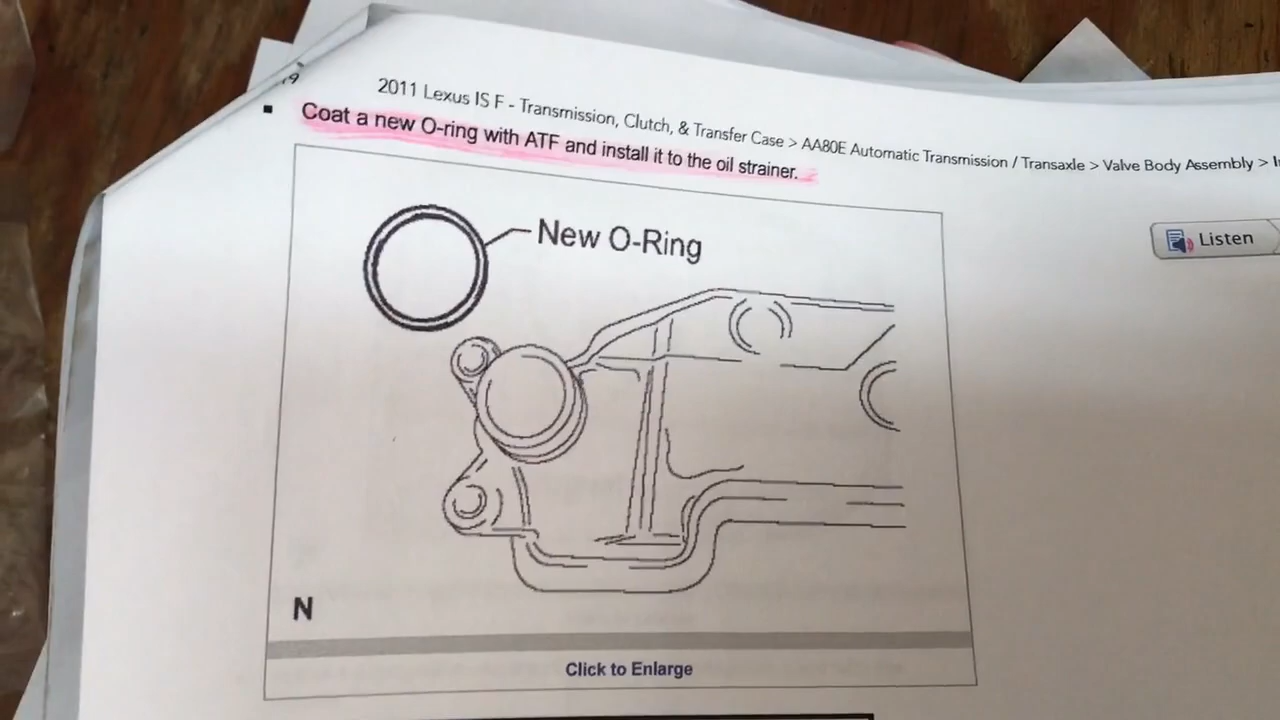 2011 Lexus IS F - Transmission, Clutch, & Transfer Case > AA80E Automatic Transmission / Transaxle > Valve Body Assembly >
Coat a new O-ring with ATF and install it to the oil strainer.
New O-Ring
Listen
N
Click to Enlarge